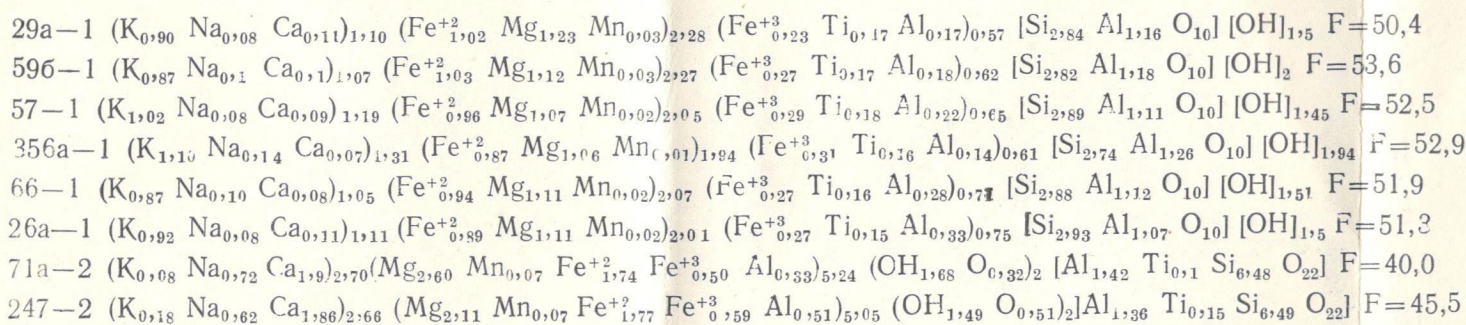 29а—1 (K₀,₉₀ Na₀,₀₈ Ca₀,₁₁)₁,₁₀ (Fe⁺²₁,₀₂ Mg₁,₂₃ Mn₀,₀₃)₂,₂₈ (Fe⁺³₀,₂₃ Ti₀,₁₇ Al₀,₁₇)₀,₅₇ [Si₂,₈₄ Al₁,₁₆ O₁₀] [OH]₁,₅ F=50,4
59б—1 (K₀,₈₇ Na₀,₁ Ca₀,₁)₁,₀₇ (Fe⁺²₁,₀₃ Mg₁,₁₂ Mn₀,₀₃)₂,₂₇ (Fe⁺³₀,₂₇ Ti₀,₁₇ Al₀,₁₈)₀,₆₂ [Si₂,₈₂ Al₁,₁₈ O₁₀] [OH]₂ F=53,6
57—1 (K₁,₀₂ Na₀,₀₈ Ca₀,₀₉)₁,₁₉ (Fe⁺²₀,₉₆ Mg₁,₀₇ Mn₀,₀₂)₂,₀₅ (Fe⁺³₀,₂₉ Ti₀,₁₈ Al₀,₂₂)₀,₆₅ [Si₂,₈₉ Al₁,₁₁ O₁₀] [OH]₁,₄₅ F=52,5
356а—1 (K₁,₁₀ Na₀,₁₄ Ca₀,₀₇)₁,₃₁ (Fe⁺²₀,₈₇ Mg₁,₀₆ Mn₀,₀₁)₁,₉₄ (Fe⁺³₀,₃₁ Ti₀,₁₆ Al₀,₁₄)₀,₆₁ [Si₂,₇₄ Al₁,₂₆ O₁₀] [OH]₁,₉₄ F=52,9
66—1 (K₀,₈₇ Na₀,₁₀ Ca₀,₀₈)₁,₀₅ (Fe⁺²₀,₉₄ Mg₁,₁₁ Mn₀,₀₂)₂,₀₇ (Fe⁺³₀,₂₇ Ti₀,₁₆ Al₀,₂₈)₀,₇₁ [Si₂,₈₈ Al₁,₁₂ O₁₀] [OH]₁,₅₁ F=51,9
26а—1 (K₀,₉₂ Na₀,₀₈ Ca₀,₁₁)₁,₁₁ (Fe⁺²₀,₈₉ Mg₁,₁₁ Mn₀,₀₂)₂,₀₁ (Fe⁺³₀,₂₇ Ti₀,₁₅ Al₀,₃₃)₀,₇₅ [Si₂,₉₃ Al₁,₀₇ O₁₀] [OH]₁,₅ F=51,3
71а—2 (K₀,₀₈ Na₀,₇₂ Ca₁,₉)₂,₇₀(Mg₂,₆₀ Mn₀,₀₇ Fe⁺²₁,₇₄ Fe⁺³₀,₅₀ Al₀,₃₃)₅,₂₄ (OH₁,₆₈ O₀,₃₂)₂ [Al₁,₄₂ Ti₀,₁ Si₆,₄₈ O₂₂] F=40,0
247—2 (K₀,₁₈ Na₀,₆₂ Ca₁,₈₆)₂,₆₆ (Mg₂,₁₁ Mn₀,₀₇ Fe⁺²₁,₇₇ Fe⁺³₀,₅₉ Al₀,₅₁)₅,₀₅ (OH₁,₄₉ O₀,₅₁)₂]Al₁,₃₆ Ti₀,₁₅ Si₆,₄₉ O₂₂] F=45,5